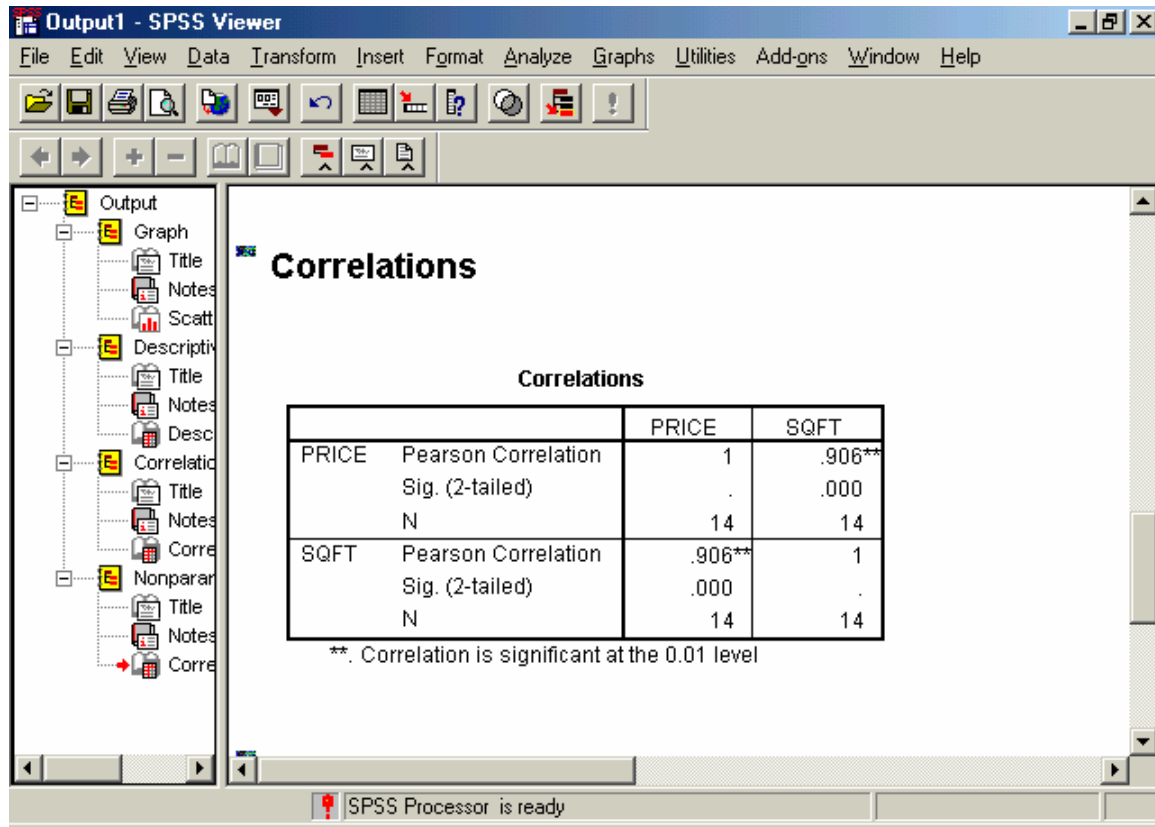 Output1 - SPSS Viewer
File Edit View Data Transform Insert Format Analyze Graphs Utilities Add-ons Window Help
Output
Graph
Title
Notes
Scatt
Descriptiv
Title
Notes
Desc
Correlatio
Title
Notes
Corre
Nonparar
Title
Notes
Corre
Correlations
Correlations
PRICE SQFT
PRICE Pearson Correlation 1 .906**
Sig. (2-tailed) . .000
N 14 14
SQFT Pearson Correlation .906** 1
Sig. (2-tailed) .000 .
N 14 14
**. Correlation is significant at the 0.01 level
SPSS Processor is ready